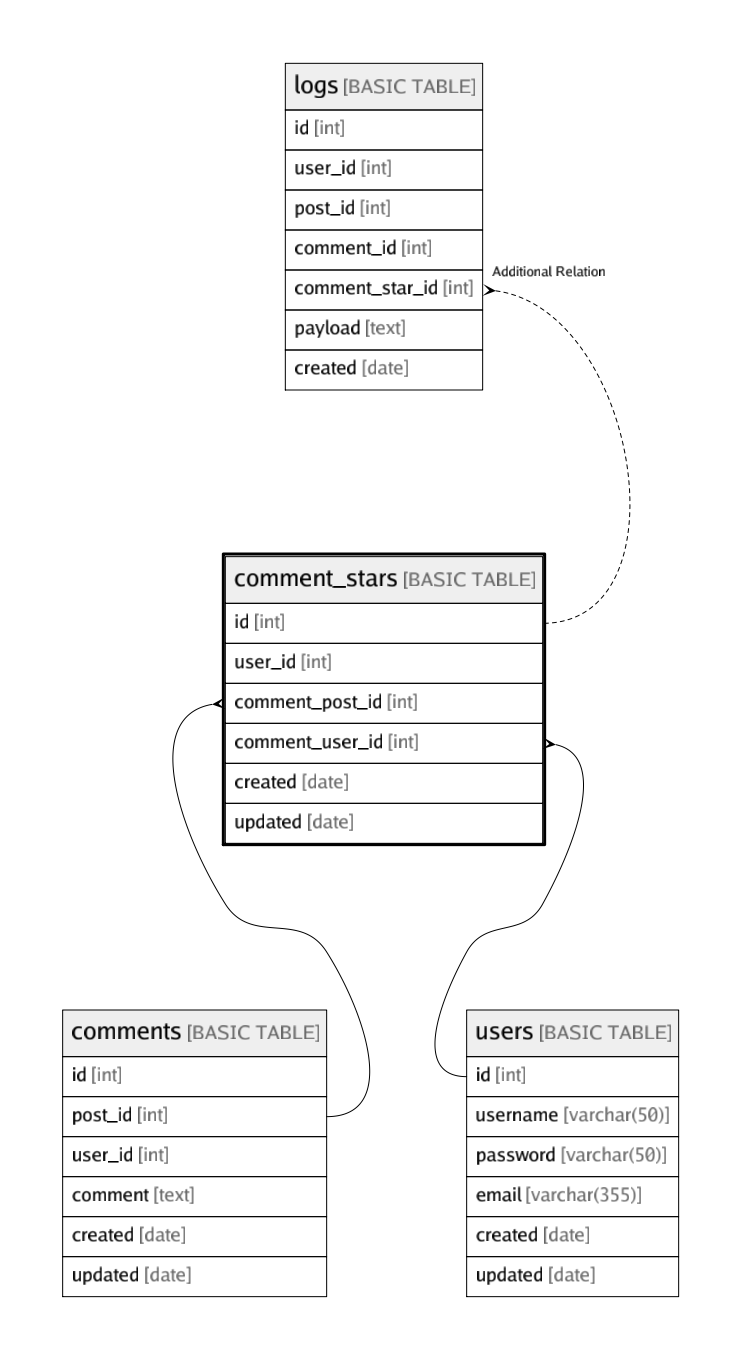 logs [BASIC TABLE]
id [int]
user_id [int]
post_id [int]
comment_id [int]
comment_star_id [int]
payload [text]
created [date]
Additional Relation
comment_stars [BASIC TABLE]
id [int]
user_id [int]
comment_post_id [int]
comment_user_id [int]
created [date]
updated [date]
comments [BASIC TABLE]
id [int]
post_id [int]
user_id [int]
comment [text]
created [date]
updated [date]
users [BASIC TABLE]
id [int]
username [varchar(50)]
password [varchar(50)]
email [varchar(355)]
created [date]
updated [date]